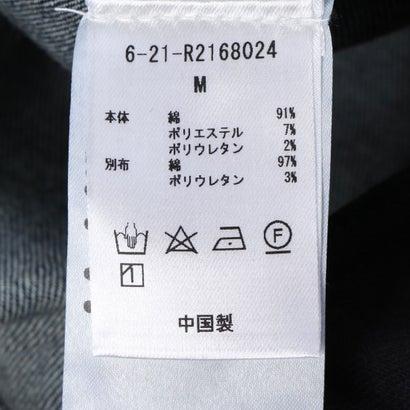 6-21-R2168024
M
本体 綿 91%
ポリエステル 7%
ポリウレタン 2%
別布 綿 97%
ポリウレタン 3%
F
中国製